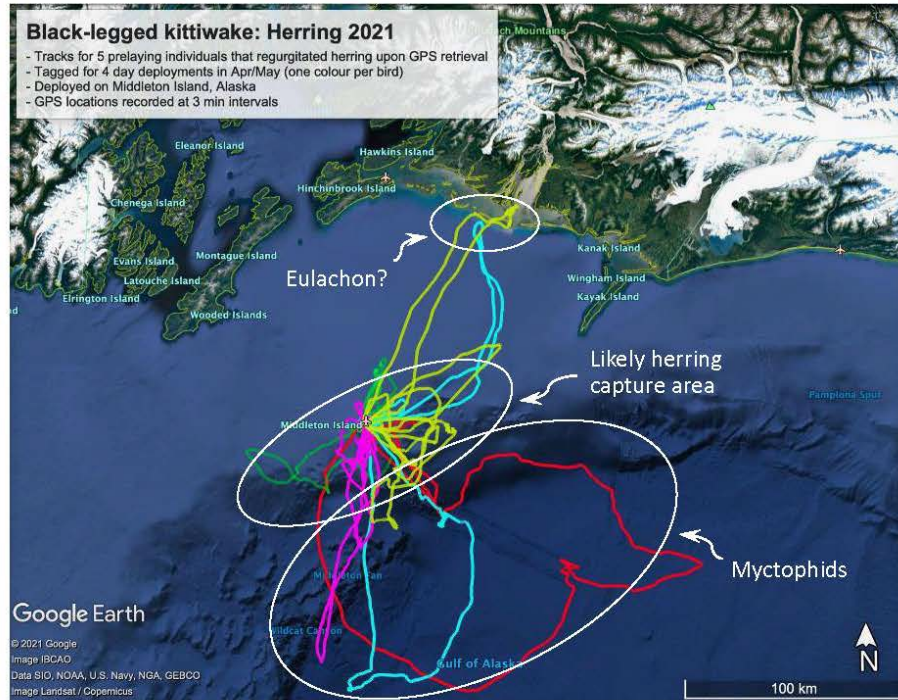 Black-legged kittiwake: Herring 2021
- Tracks for 5 prelaying individuals that regurgitated herring upon GPS retrieval
- Tagged for 4 day deployments in Apr/May (one colour per bird)
- Deployed on Middleton Island, Alaska
- GPS locations recorded at 3 min intervals
Mountains
Eleanor Island
Hawkins Island
Hinchinbrook Island
Chenega Island
Evans Island
Montague Island
Latouche Island
Elrington Island
Wooded Islands
Kanak Island
Wingham Island
Kayak Island
Eulachon?
Likely herring
capture area
Pamplona Spur
Middleton Island
Myctophids
Wildcat Canyon
Gulf of Alaska
Google Earth
© 2021 Google
Image IBCAO
Data SIO, NOAA, U.S. Navy, NGA, GEBCO
Image Landsat / Copernicus
N
100 km